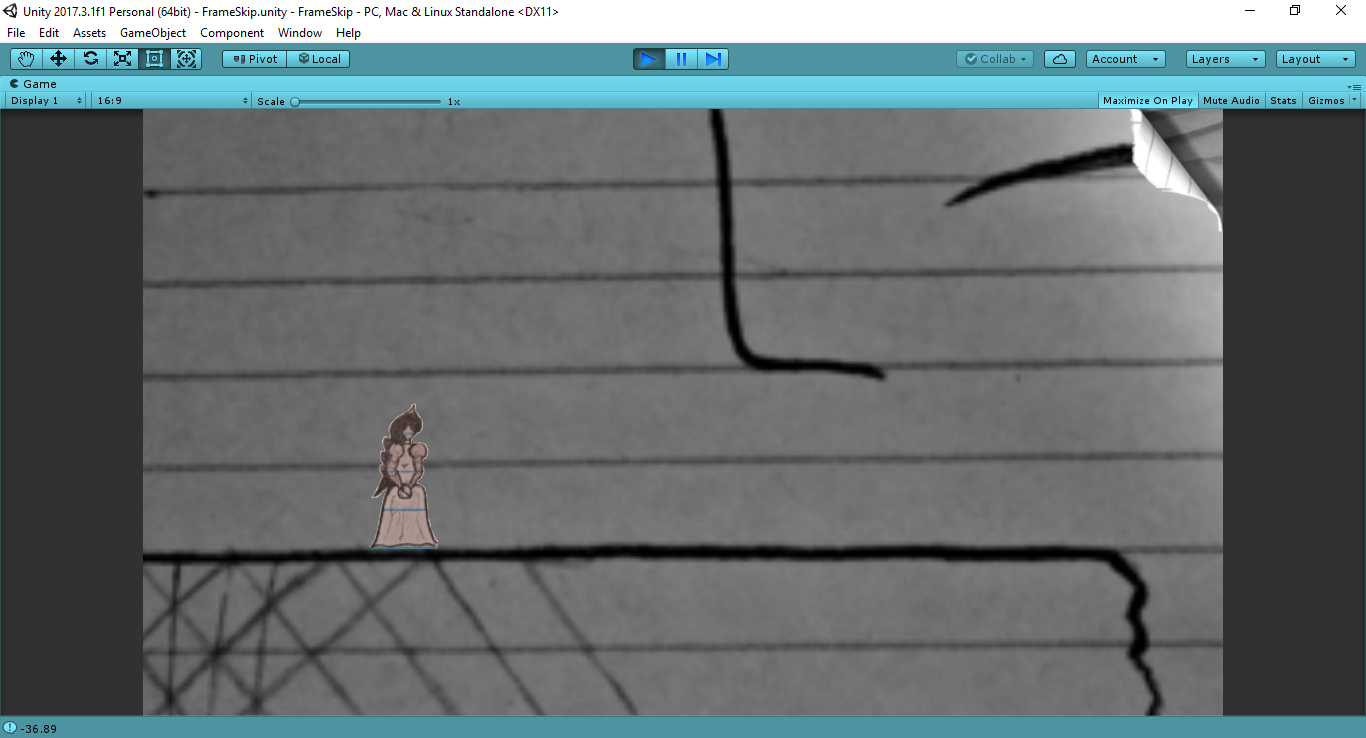 Unity 2017.3.1f1 Personal (64bit) - FrameSkip.unity - FrameSkip - PC, Mac & Linux Standalone <DX11>
File Edit Assets GameObject Component Window Help
Pivot Local Collab Account Layers Layout
Game
Display 1 16:9 Scale 1x Maximize On Play Mute Audio Stats Gizmos
-36.89